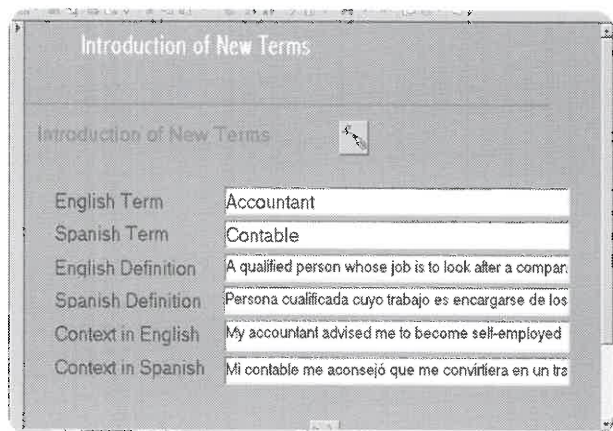 Introduction of New Terms
Introduction of New Terms
English Term Accountant
Spanish Term Contable
English Definition A qualified person whose job is to look after a compan
Spanish Definition Persona cualificada cuyo trabajo es encargarse de los
Context in English My accountant advised me to become self-employed
Context in Spanish Mi contable me aconsejó que me convirtiera en un tra